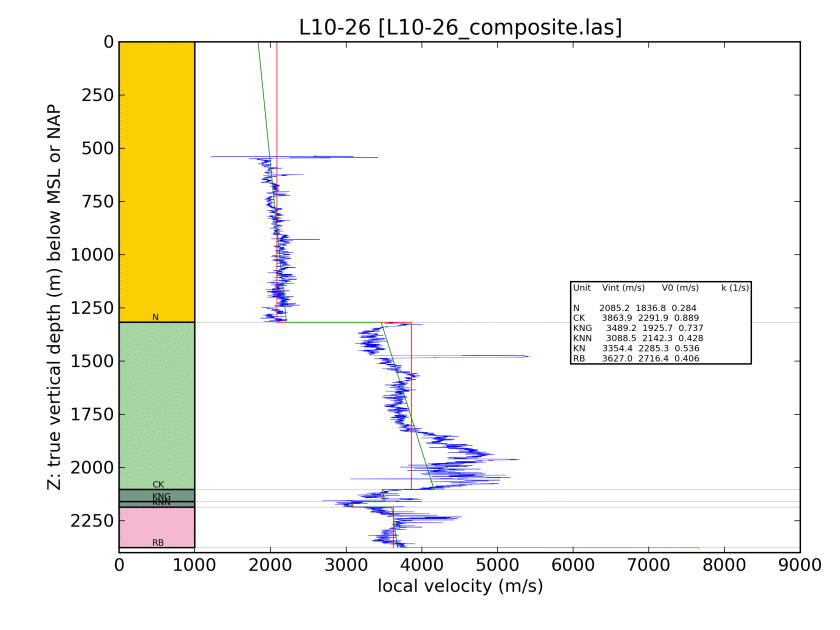 L10-26 [L10-26_composite.las]
Z: true vertical depth (m) below MSL or NAP
0
250
500
750
1000
1250
1500
1750
2000
2250
N
CK
KNG
KNN
RB
Unit Vint (m/s) V0 (m/s) k (1/s)
N 2085.2 1836.8 0.284
CK 3863.9 2291.9 0.889
KNG 3489.2 1925.7 0.737
KNN 3088.5 2142.3 0.428
KN 3354.4 2285.3 0.536
RB 3627.0 2716.4 0.406
0 1000 2000 3000 4000 5000 6000 7000 8000 9000
local velocity (m/s)